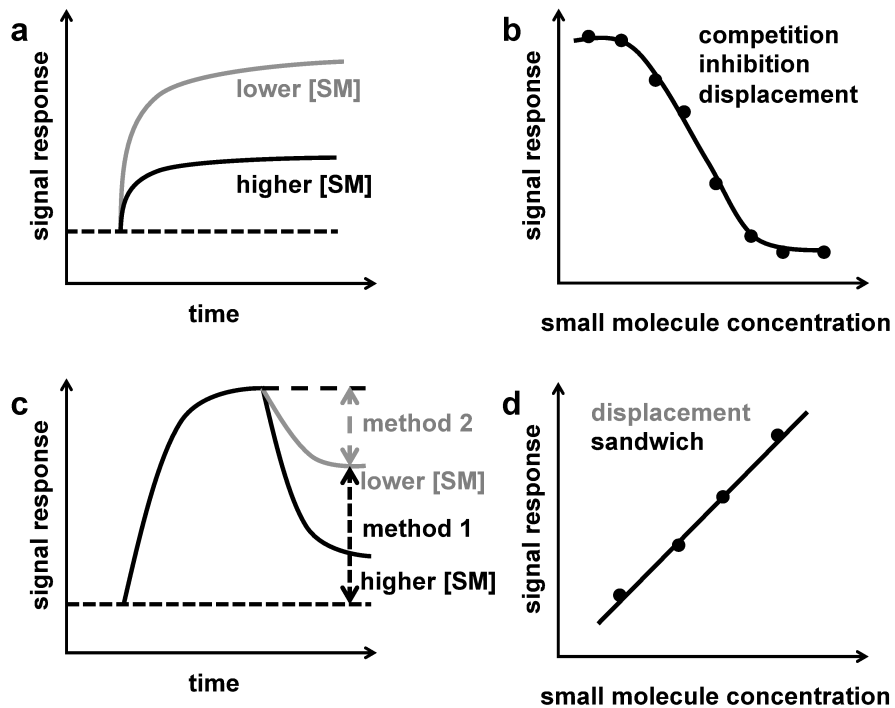 a
signal response
lower [SM]
higher [SM]
time
b
signal response
competition
inhibition
displacement
small molecule concentration
c
signal response
method 2
lower [SM]
method 1
higher [SM]
time
d
signal response
displacement
sandwich
small molecule concentration